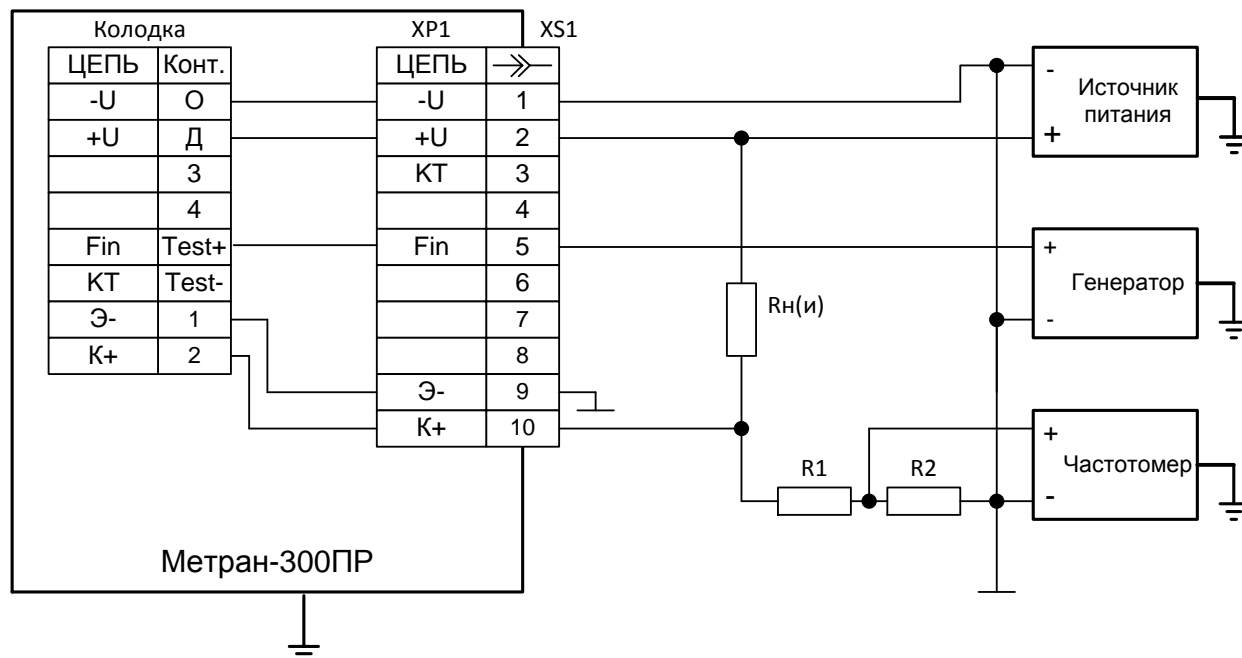 Колодка XP1 XS1
ЦЕПЬ Конт. ЦЕПЬ
-U О -U 1
+U Д +U 2
3 КТ 3
4 4
Fin Test+ Fin 5
КТ Test- 6
Э- 1 7
К+ 2 8
Э- 9
К+ 10
Метран-300ПР
Rн(и)
R1 R2
-
Источник
питания
+
+
Генератор
-
+
Частотомер
-